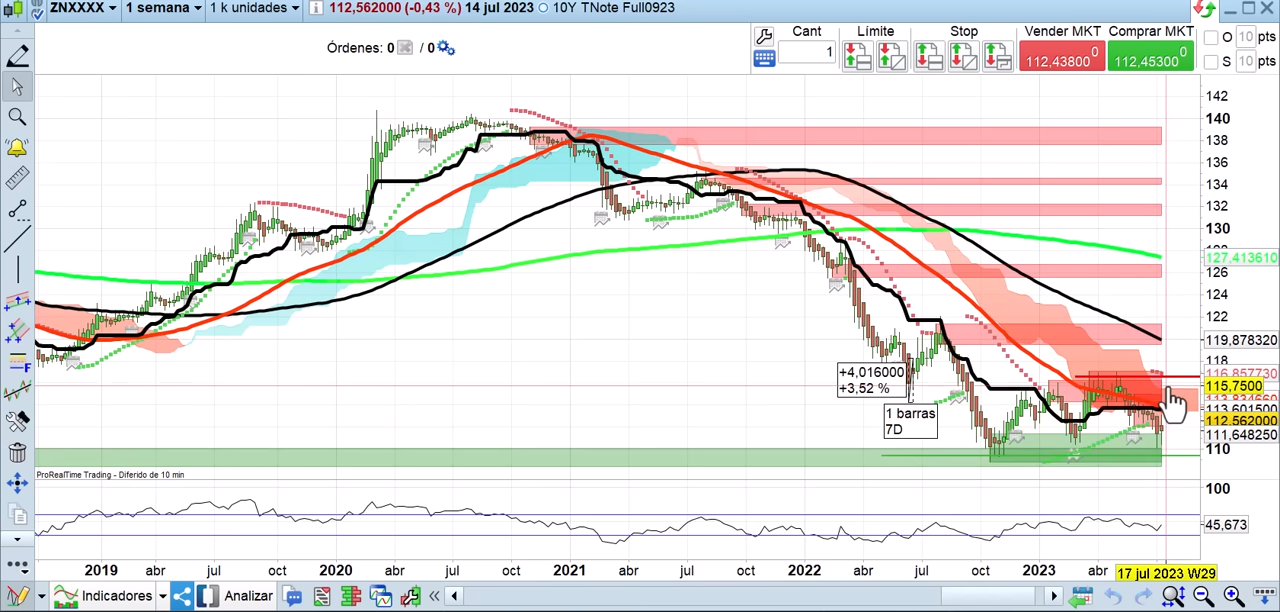 ZNXXXX 1 semana 1 k unidades 112,562000 (-0,43 %) 14 jul 2023 10Y TNote Full0923
Órdenes: 0 / 0
Cant Límite Stop Vender MKT Comprar MKT
O 10 pts
1
0 112,43800
0 112,45300
S 10 pts
142
140
138
136
134
132
130
127,413610
126
124
122
119,878320
118
116,857730
115,7500
113,601500
112,562000
111,648250
110
+4,016000
+3,52 %
1 barras
7D
ProRealTime Trading - Diferido de 10 min
100
45,673
2019 abr jul oct 2020 abr jul oct 2021 abr jul oct 2022 abr jul oct 2023 abr 17 jul 2023 W29
Indicadores Analizar